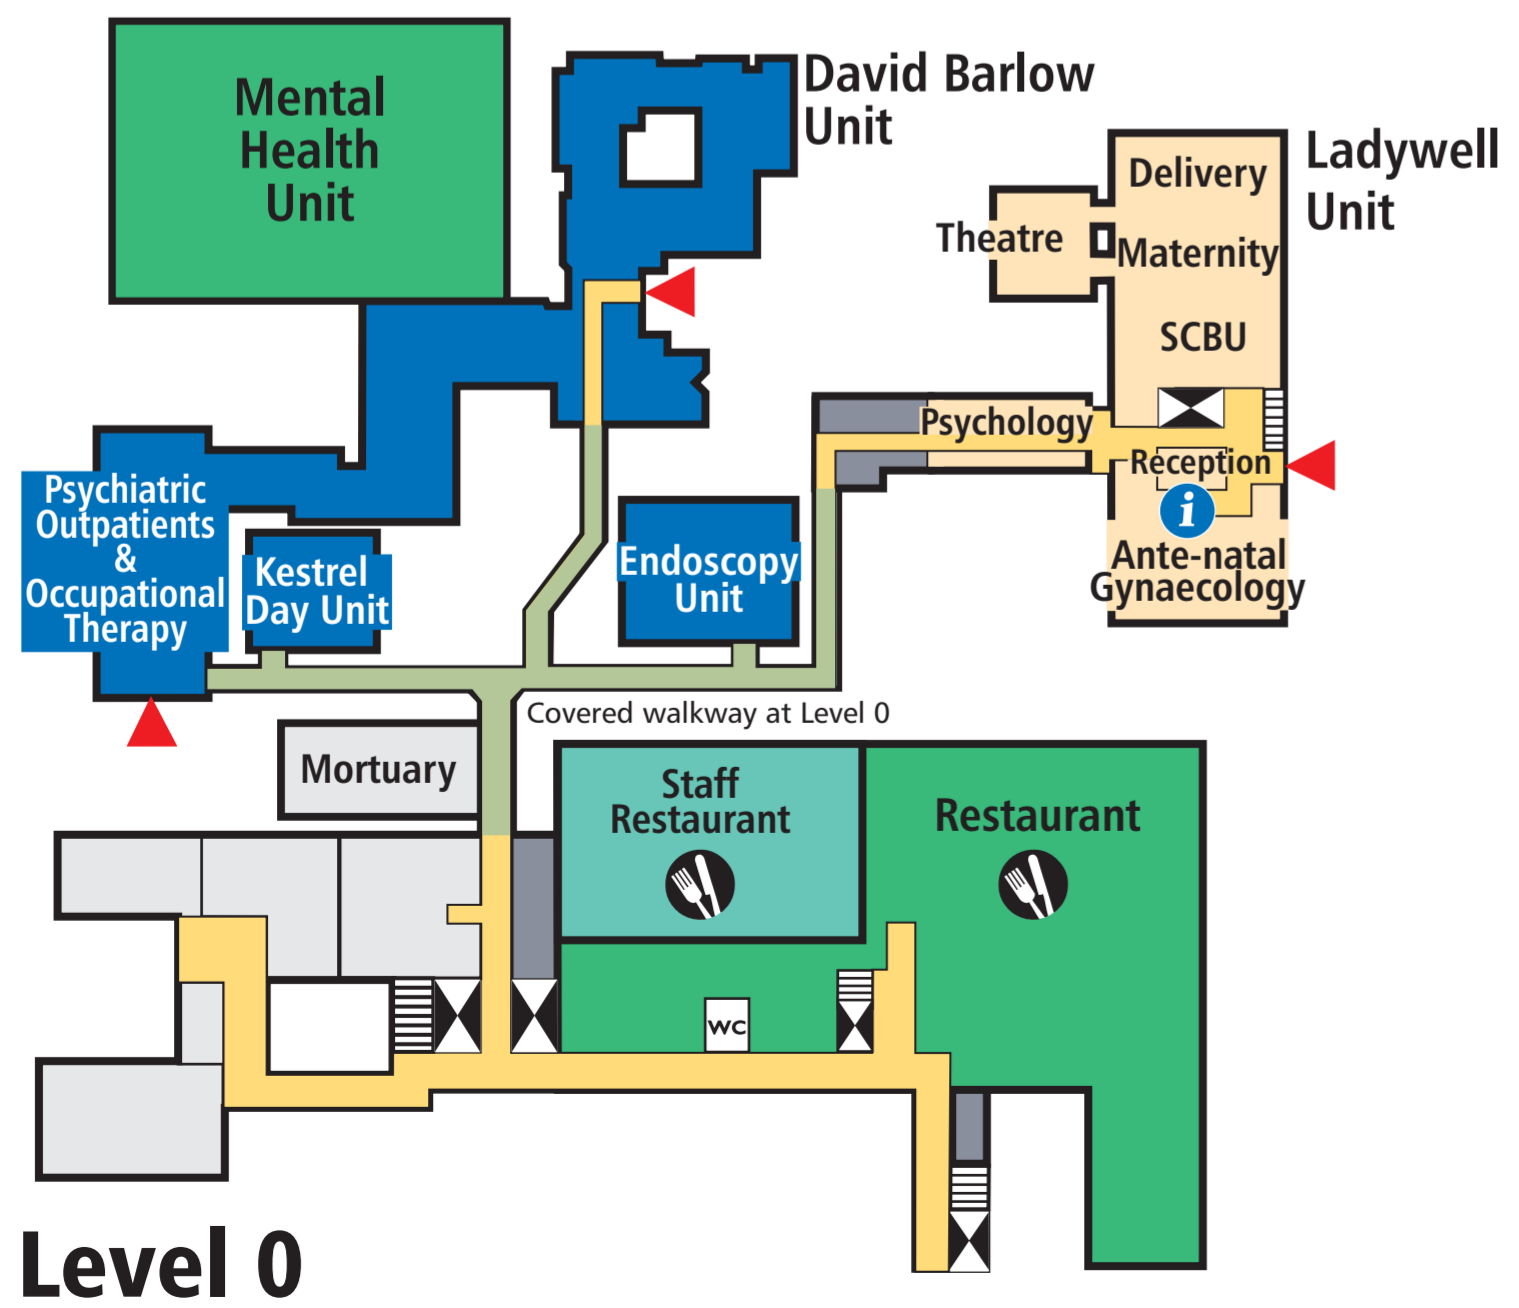 Mental
Health
Unit
David Barlow
Unit
Ladywell
Unit
Delivery
Theatre
Maternity
SCBU
Psychology
Reception
i
Ante-natal
Gynaecology
Psychiatric
Outpatients
&
Occupational
Therapy
Kestrel
Day Unit
Endoscopy
Unit
Covered walkway at Level 0
Mortuary
Staff
Restaurant
Restaurant
WC
Level 0